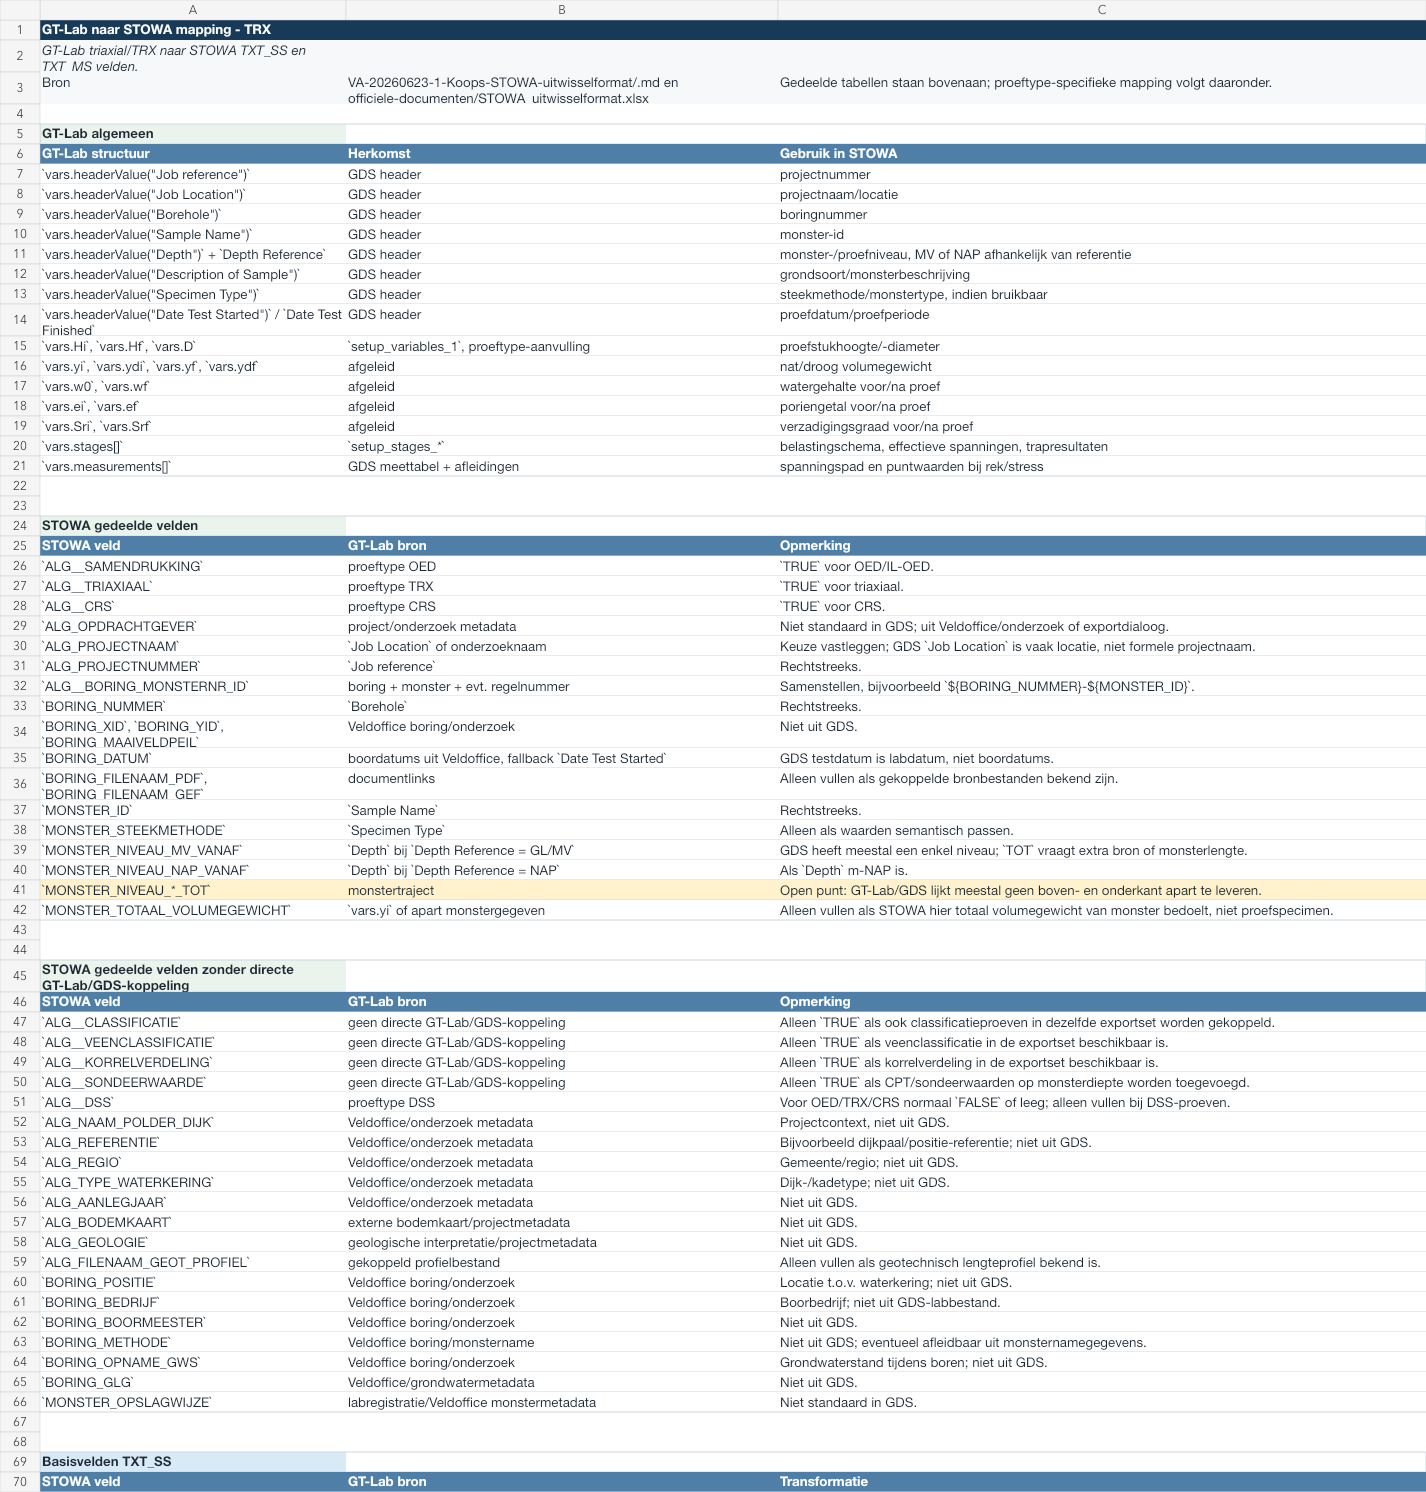 A B C
1 GT-Lab naar STOWA mapping - TRX
2 GT-Lab triaxial/TRX naar STOWA TXT_SS en
TXT_MS velden.
3 Bron VA-20260623-1-Koops-STOWA-uitwisselformat/.md en Gedeelde tabellen staan bovenaan; proeftype-specifieke mapping volgt daaronder.
officiele-documenten/STOWA_uitwisselformat.xlsx
4
5 GT-Lab algemeen
6 GT-Lab structuur Herkomst Gebruik in STOWA
7 `vars.headerValue("Job reference")` GDS header projectnummer
8 `vars.headerValue("Job Location")` GDS header projectnaam/locatie
9 `vars.headerValue("Borehole")` GDS header boringnummer
10 `vars.headerValue("Sample Name")` GDS header monster-id
11 `vars.headerValue("Depth")` + `Depth Reference` GDS header monster-/proefniveau, MV of NAP afhankelijk van referentie
12 `vars.headerValue("Description of Sample")` GDS header grondsoort/monsterbeschrijving
13 `vars.headerValue("Specimen Type")` GDS header steekmethode/monstertype, indien bruikbaar
14 `vars.headerValue("Date Test Started")` / `Date Test GDS header proefdatum/proefperiode
Finished`
15 `vars.Hi`, `vars.Hf`, `vars.D` `setup_variables_1`, proeftype-aanvulling proefstukhoogte/-diameter
16 `vars.yi`, `vars.ydi`, `vars.yf`, `vars.ydf` afgeleid nat/droog volumegewicht
17 `vars.w0`, `vars.wf` afgeleid watergehalte voor/na proef
18 `vars.ei`, `vars.ef` afgeleid poriengetal voor/na proef
19 `vars.Sri`, `vars.Srf` afgeleid verzadigingsgraad voor/na proef
20 `vars.stages[]` `setup_stages_*` belastingschema, effectieve spanningen, trapresultaten
21 `vars.measurements[]` GDS meettabel + afleidingen spanningspad en puntwaarden bij rek/stress
22
23
24 STOWA gedeelde velden
25 STOWA veld GT-Lab bron Opmerking
26 `ALG__SAMENDRUKKING` proeftype OED `TRUE` voor OED/IL-OED.
27 `ALG__TRIAXIAAL` proeftype TRX `TRUE` voor triaxiaal.
28 `ALG__CRS` proeftype CRS `TRUE` voor CRS.
29 `ALG_OPDRACHTGEVER` project/onderzoek metadata Niet standaard in GDS; uit Veldoffice/onderzoek of exportdialoog.
30 `ALG_PROJECTNAAM` `Job Location` of onderzoeknaam Keuze vastleggen; GDS `Job Location` is vaak locatie, niet formele projectnaam.
31 `ALG_PROJECTNUMMER` `Job reference` Rechtstreeks.
32 `ALG__BORING_MONSTERNR_ID` boring + monster + evt. regelnummer Samenstellen, bijvoorbeeld `${BORING_NUMMER}-${MONSTER_ID}`.
33 `BORING_NUMMER` `Borehole` Rechtstreeks.
34 `BORING_XID`, `BORING_YID`, Veldoffice boring/onderzoek Niet uit GDS.
`BORING_MAAIVELDPEIL`
35 `BORING_DATUM` boordatums uit Veldoffice, fallback `Date Test Started` GDS testdatum is labdatum, niet boordatums.
36 `BORING_FILENAAM_PDF`, documentlinks Alleen vullen als gekoppelde bronbestanden bekend zijn.
`BORING_FILENAAM_GEF`
37 `MONSTER_ID` `Sample Name` Rechtstreeks.
38 `MONSTER_STEEKMETHODE` `Specimen Type` Alleen als waarden semantisch passen.
39 `MONSTER_NIVEAU_MV_VANAF` `Depth` bij `Depth Reference = GL/MV` GDS heeft meestal een enkel niveau; `TOT` vraagt extra bron of monsterlengte.
40 `MONSTER_NIVEAU_NAP_VANAF` `Depth` bij `Depth Reference = NAP` Als `Depth` m-NAP is.
41 `MONSTER_NIVEAU_*_TOT` monstertraject Open punt: GT-Lab/GDS lijkt meestal geen boven- en onderkant apart te leveren.
42 `MONSTER_TOTAAL_VOLUMEGEWICHT` `vars.yi` of apart monstergegeven Alleen vullen als STOWA hier totaal volumegewicht van monster bedoelt, niet proefspecimen.
43
44
45 STOWA gedeelde velden zonder directe
GT-Lab/GDS-koppeling
46 STOWA veld GT-Lab bron Opmerking
47 `ALG__CLASSIFICATIE` geen directe GT-Lab/GDS-koppeling Alleen `TRUE` als ook classificatieproeven in dezelfde exportset worden gekoppeld.
48 `ALG__VEENCLASSIFICATIE` geen directe GT-Lab/GDS-koppeling Alleen `TRUE` als veenclassificatie in de exportset beschikbaar is.
49 `ALG__KORRELVERDELING` geen directe GT-Lab/GDS-koppeling Alleen `TRUE` als korrelverdeling in de exportset beschikbaar is.
50 `ALG__SONDEERWAARDE` geen directe GT-Lab/GDS-koppeling Alleen `TRUE` als CPT/sondeerwaarden op monsterdiepte worden toegevoegd.
51 `ALG__DSS` proeftype DSS Voor OED/TRX/CRS normaal `FALSE` of leeg; alleen vullen bij DSS-proeven.
52 `ALG_NAAM_POLDER_DIJK` Veldoffice/onderzoek metadata Projectcontext, niet uit GDS.
53 `ALG_REFERENTIE` Veldoffice/onderzoek metadata Bijvoorbeeld dijkpaal/positie-referentie; niet uit GDS.
54 `ALG_REGIO` Veldoffice/onderzoek metadata Gemeente/regio; niet uit GDS.
55 `ALG_TYPE_WATERKERING` Veldoffice/onderzoek metadata Dijk-/kadetype; niet uit GDS.
56 `ALG_AANLEGJAAR` Veldoffice/onderzoek metadata Niet uit GDS.
57 `ALG_BODEMKAART` externe bodemkaart/projectmetadata Niet uit GDS.
58 `ALG_GEOLOGIE` geologische interpretatie/projectmetadata Niet uit GDS.
59 `ALG_FILENAAM_GEOT_PROFIEL` gekoppeld profielbestand Alleen vullen als geotechnisch lengteprofiel bekend is.
60 `BORING_POSITIE` Veldoffice boring/onderzoek Locatie t.o.v. waterkering; niet uit GDS.
61 `BORING_BEDRIJF` Veldoffice boring/onderzoek Boorbedrijf; niet uit GDS-labbestand.
62 `BORING_BOORMEESTER` Veldoffice boring/onderzoek Niet uit GDS.
63 `BORING_METHODE` Veldoffice boring/monstername Niet uit GDS; eventueel afleidbaar uit monsternamegegevens.
64 `BORING_OPNAME_GWS` Veldoffice boring/onderzoek Grondwaterstand tijdens boren; niet uit GDS.
65 `BORING_GLG` Veldoffice/grondwatermetadata Niet uit GDS.
66 `MONSTER_OPSLAGWIJZE` labregistratie/Veldoffice monstermetadata Niet standaard in GDS.
67
68
69 Basisvelden TXT_SS
70 STOWA veld GT-Lab bron Transformatie